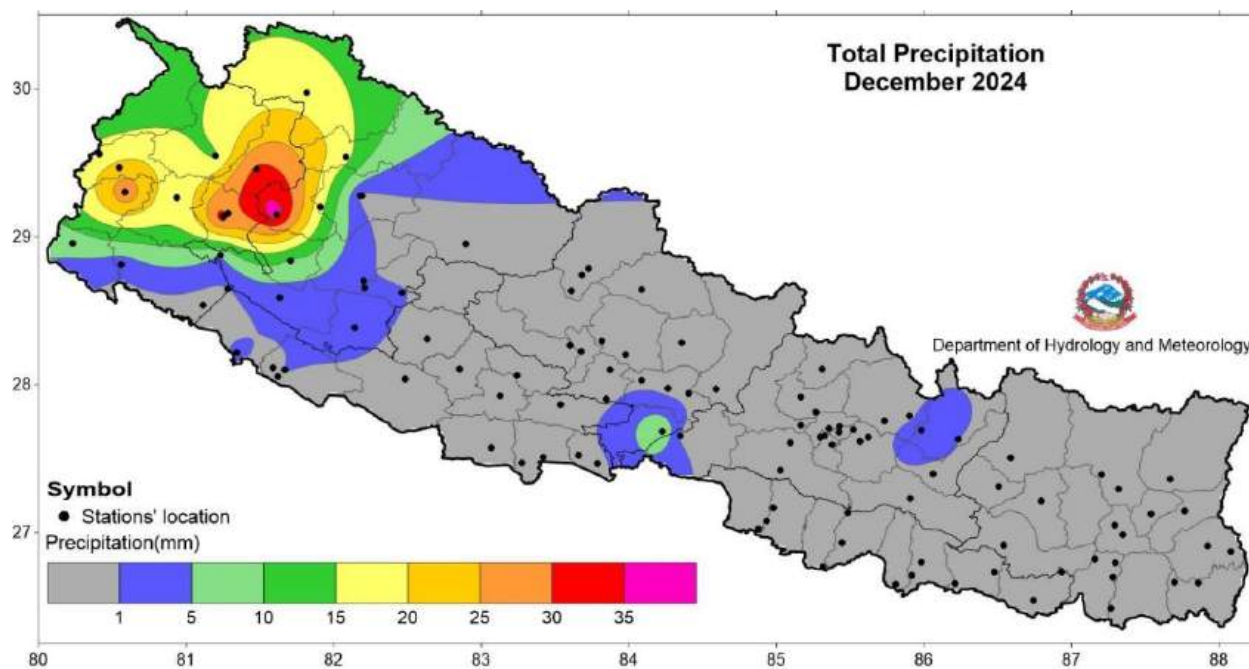 Total Precipitation
December 2024
30
29
28
27
Department of Hydrology and Meteorology
Symbol
Stations' location
Precipitation(mm)
1 5 10 15 20 25 30 35
80 81 82 83 84 85 86 87 88